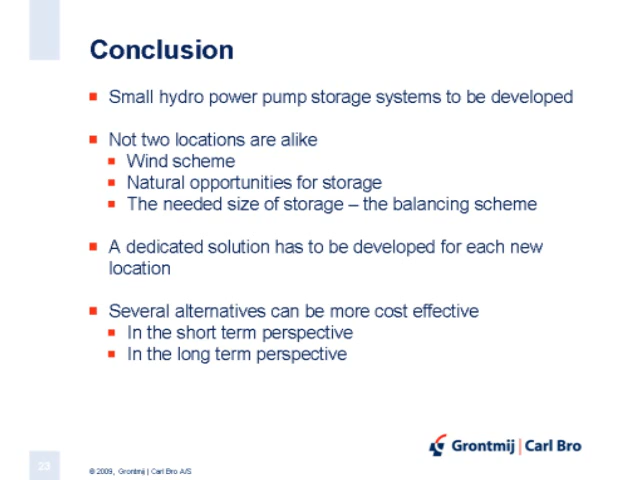 Conclusion
Small hydro power pump storage systems to be developed
Not two locations are alike
Wind scheme
Natural opportunities for storage
The needed size of storage – the balancing scheme
A dedicated solution has to be developed for each new
location
Several alternatives can be more cost effective
In the short term perspective
In the long term perspective
Grontmij | Carl Bro
23
© 2009, Grontmij | Carl Bro A/S